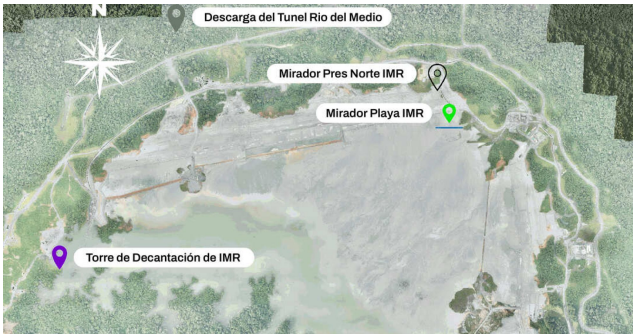 N
Descarga del Tunel Rio del Medio
Mirador Pres Norte IMR
Mirador Playa IMR
Torre de Decantación de IMR